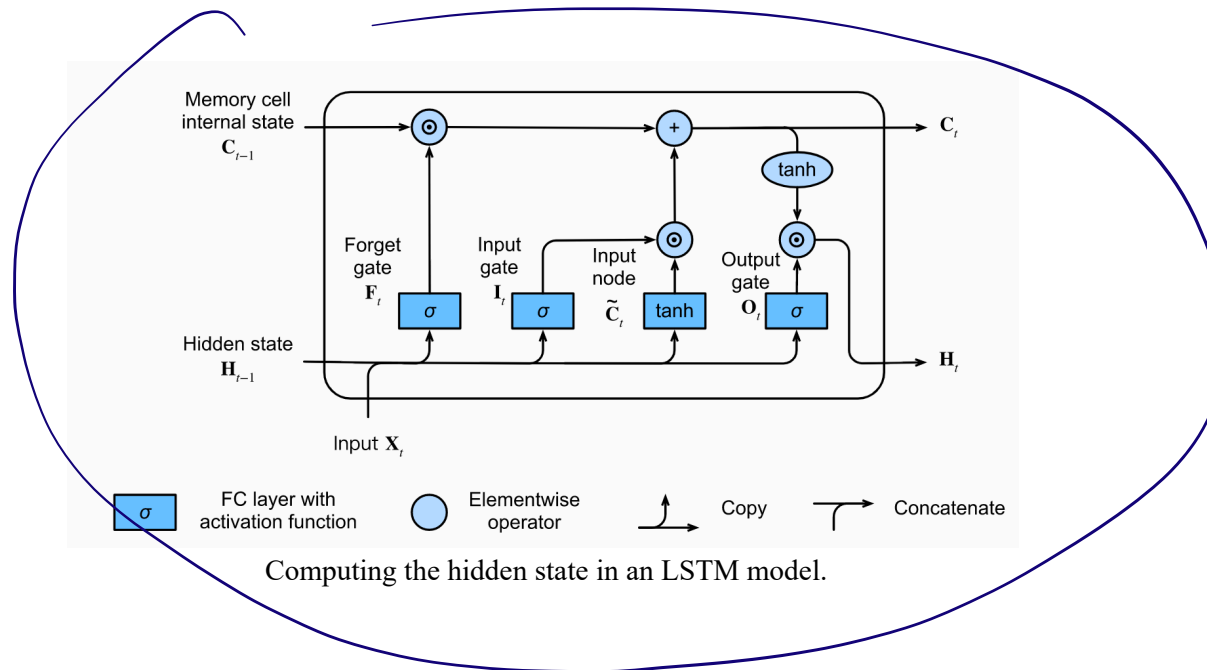 Memory cell
internal state
C_{t−1}
⊙
+
C_t
tanh
⊙
⊙
Forget
gate
F_t
Input
gate
I_t
Input
node
C̃_t
Output
gate
O_t
σ
σ
tanh
σ
Hidden state
H_{t−1}
H_t
Input X_t
σ
FC layer with
activation function
Elementwise
operator
Copy
Concatenate
Computing the hidden state in an LSTM model.